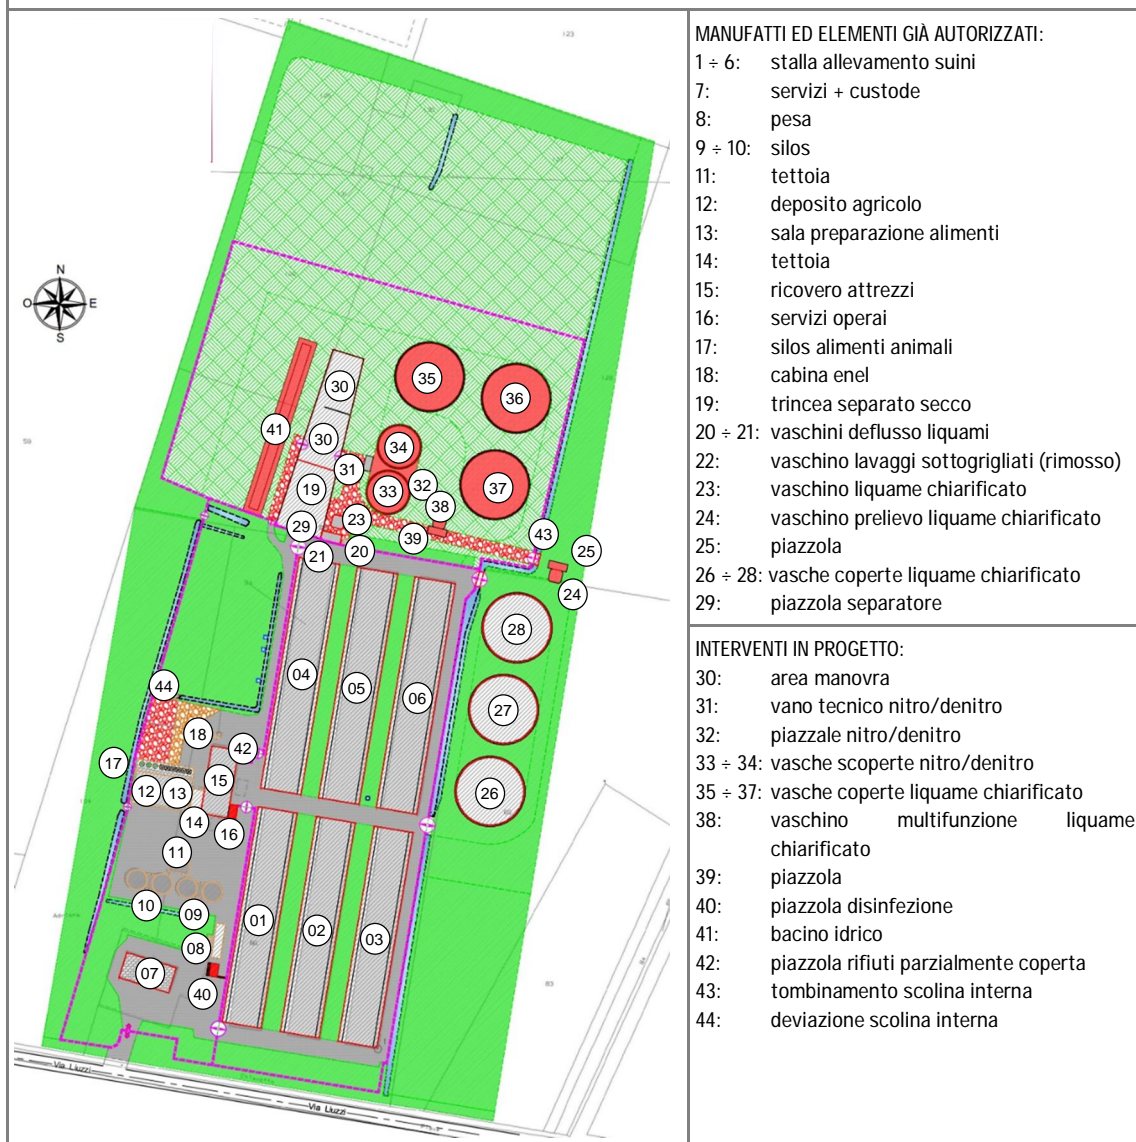 N
O
E
S
30
35
36
34
41
30
31
33
32
37
19
38
23
29
39
43
21
20
25
24
28
04
05
06
27
44
18
42
17
15
12
13
26
14
16
11
10
09
01
02
03
08
07
40
Via Liuzzi
Via Liuzzi
MANUFATTI ED ELEMENTI GIÀ AUTORIZZATI:
1 ÷ 6: stalla allevamento suini
7: servizi + custode
8: pesa
9 ÷ 10: silos
11: tettoia
12: deposito agricolo
13: sala preparazione alimenti
14: tettoia
15: ricovero attrezzi
16: servizi operai
17: silos alimenti animali
18: cabina enel
19: trincea separato secco
20 ÷ 21: vaschini deflusso liquami
22: vaschino lavaggi sottogrigliati (rimosso)
23: vaschino liquame chiarificato
24: vaschino prelievo liquame chiarificato
25: piazzola
26 ÷ 28: vasche coperte liquame chiarificato
29: piazzola separatore
INTERVENTI IN PROGETTO:
30: area manovra
31: vano tecnico nitro/denitro
32: piazzale nitro/denitro
33 ÷ 34: vasche scoperte nitro/denitro
35 ÷ 37: vasche coperte liquame chiarificato
38: vaschino multifunzione liquame
chiarificato
39: piazzola
40: piazzola disinfezione
41: bacino idrico
42: piazzola rifiuti parzialmente coperta
43: tombinamento scolina interna
44: deviazione scolina interna